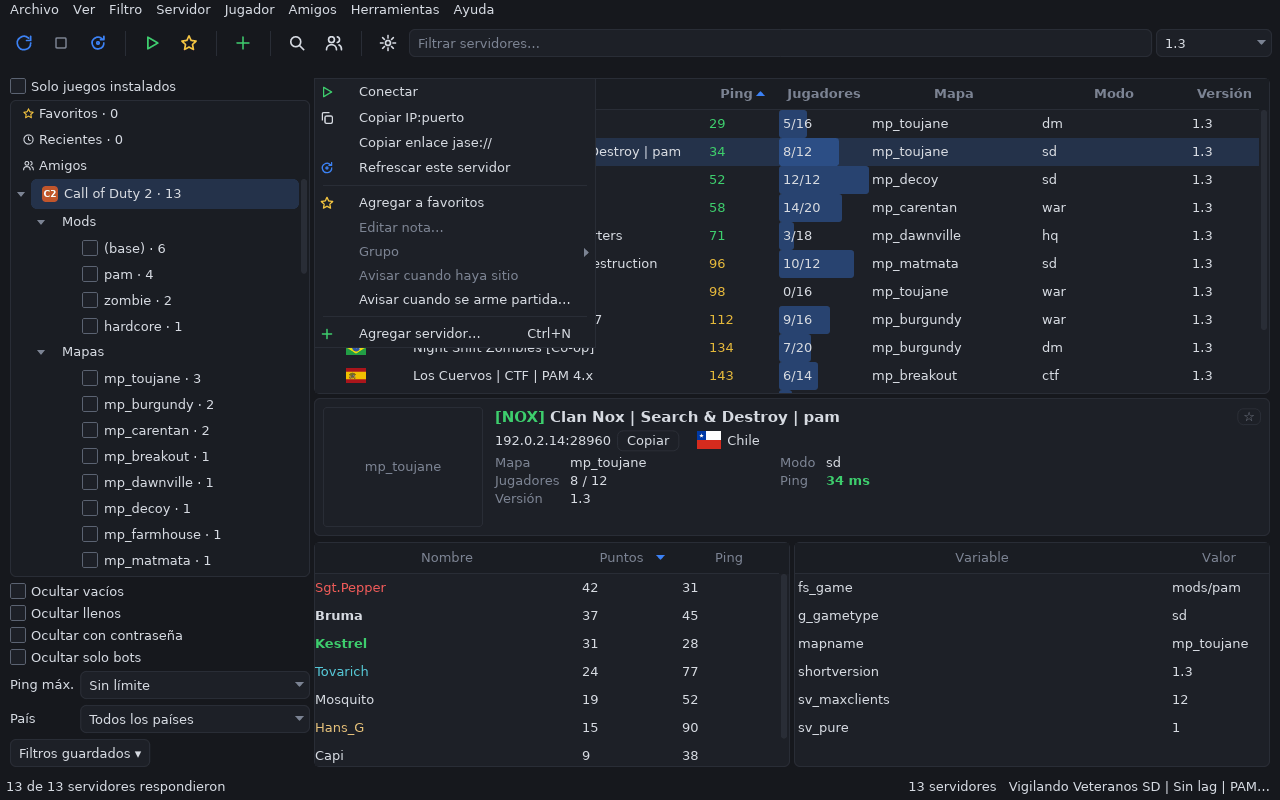 Archivo Ver Filtro Servidor Jugador Amigos Herramientas Ayuda
Filtrar servidores… 1.3
Solo juegos instalados
Favoritos · 0
Recientes · 0
Amigos
C2 Call of Duty 2 · 13
Mods
(base) · 6
pam · 4
zombie · 2
hardcore · 1
Mapas
mp_toujane · 3
mp_burgundy · 2
mp_carentan · 2
mp_breakout · 1
mp_dawnville · 1
mp_decoy · 1
mp_farmhouse · 1
mp_matmata · 1
Ocultar vacíos
Ocultar llenos
Ocultar con contraseña
Ocultar solo bots
Ping máx. Sin límite
País Todos los países
Filtros guardados ▾
Conectar
Copiar IP:puerto
Copiar enlace jase://
Refrescar este servidor
Agregar a favoritos
Editar nota…
Grupo
Avisar cuando haya sitio
Avisar cuando se arme partida…
Agregar servidor… Ctrl+N
Ping Jugadores Mapa Modo Versión
29 5/16 mp_toujane dm 1.3
Destroy | pam 34 8/12 mp_toujane sd 1.3
52 12/12 mp_decoy sd 1.3
58 14/20 mp_carentan war 1.3
rters 71 3/18 mp_dawnville hq 1.3
estruction 96 10/12 mp_matmata sd 1.3
98 0/16 mp_toujane war 1.3
7 112 9/16 mp_burgundy war 1.3
Night Shift Zombies [Co-op] 134 7/20 mp_burgundy dm 1.3
Los Cuervos | CTF | PAM 4.x 143 6/14 mp_breakout ctf 1.3
mp_toujane
[NOX] Clan Nox | Search & Destroy | pam
192.0.2.14:28960 Copiar Chile
Mapa mp_toujane Modo sd
Jugadores 8 / 12 Ping 34 ms
Versión 1.3
Nombre Puntos Ping
Sgt.Pepper 42 31
Bruma 37 45
Kestrel 31 28
Tovarich 24 77
Mosquito 19 52
Hans_G 15 90
Capi 9 38
Variable Valor
fs_game mods/pam
g_gametype sd
mapname mp_toujane
shortversion 1.3
sv_maxclients 12
sv_pure 1
13 de 13 servidores respondieron
13 servidores Vigilando Veteranos SD | Sin lag | PAM…